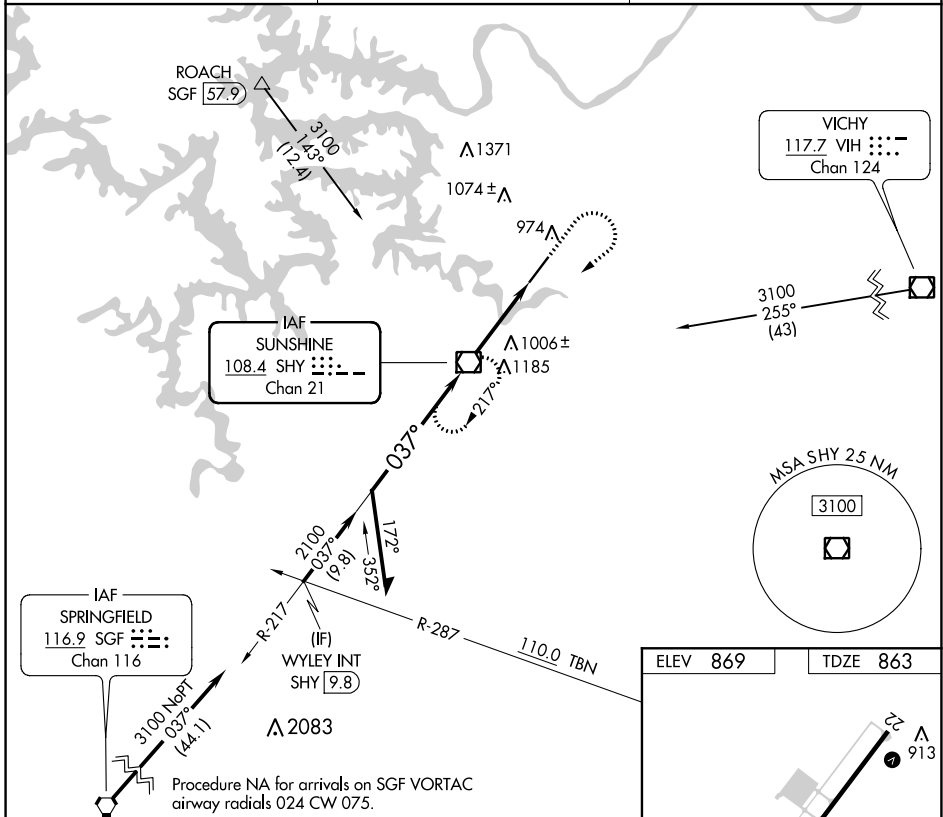 ROACH
SGF 57.9
3100
143°
(12.4)
1371
1074 ±
974
VICHY
117.7 VIH
Chan 124
3100
255°
(43)
IAF
SUNSHINE
108.4 SHY
Chan 21
1006 ±
1185
217°
037°
MSA SHY 25 NM
3100
172°
352°
2100
037°
(9.8)
R-217
R-287
110.0 TBN
(IF)
WYLEY INT
SHY 9.8
IAF
SPRINGFIELD
116.9 SGF
Chan 116
3100 NoPT
037°
(44.1)
2083
Procedure NA for arrivals on SGF VORTAC
airway radials 024 CW 075.
ELEV 869
TDZE 863
22
913
V